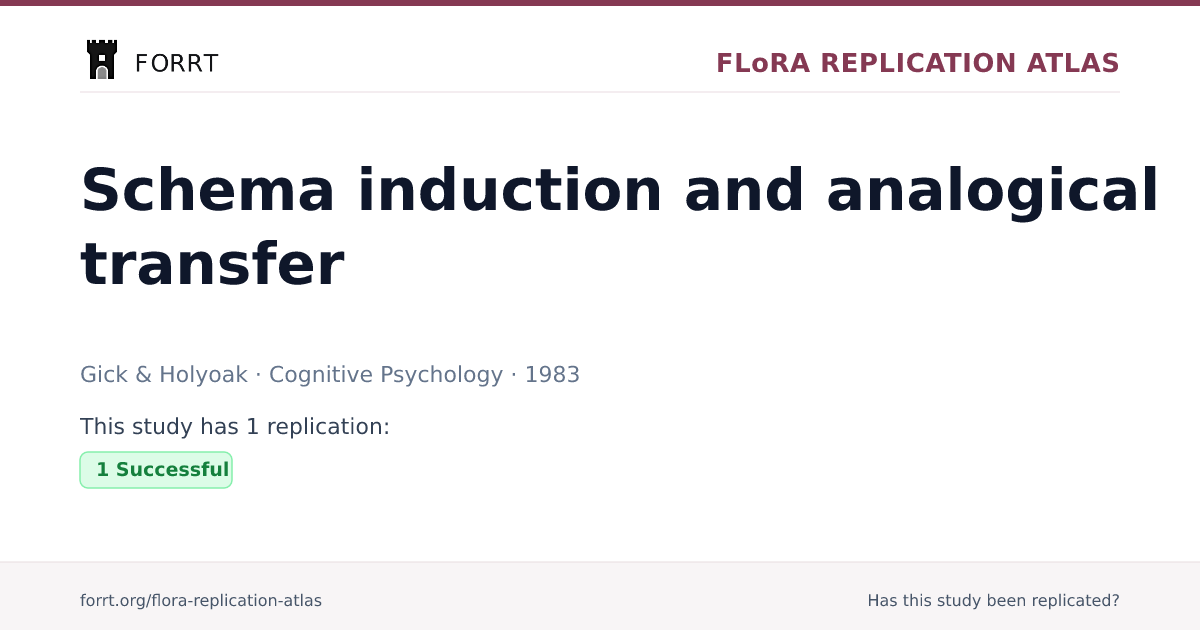 FORRT
FLoRA REPLICATION ATLAS
Schema induction and analogical
transfer
Gick & Holyoak · Cognitive Psychology · 1983
This study has 1 replication:
1 Successful
forrt.org/flora-replication-atlas
Has this study been replicated?